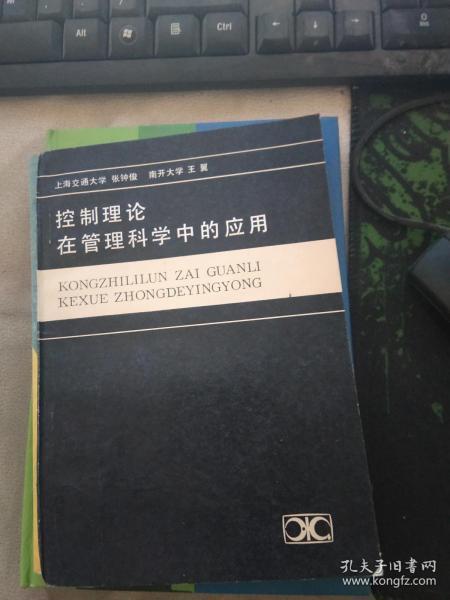 Alt
Ctrl
0
Ins
上海交通大学 张钟俊 南开大学 王翼
控制理论
在管理科学中的应用
KONGZHILILUN ZAI GUANLI
KEXUE ZHONGDEYINGYONG
孔夫子旧书网
www.kongfz.com